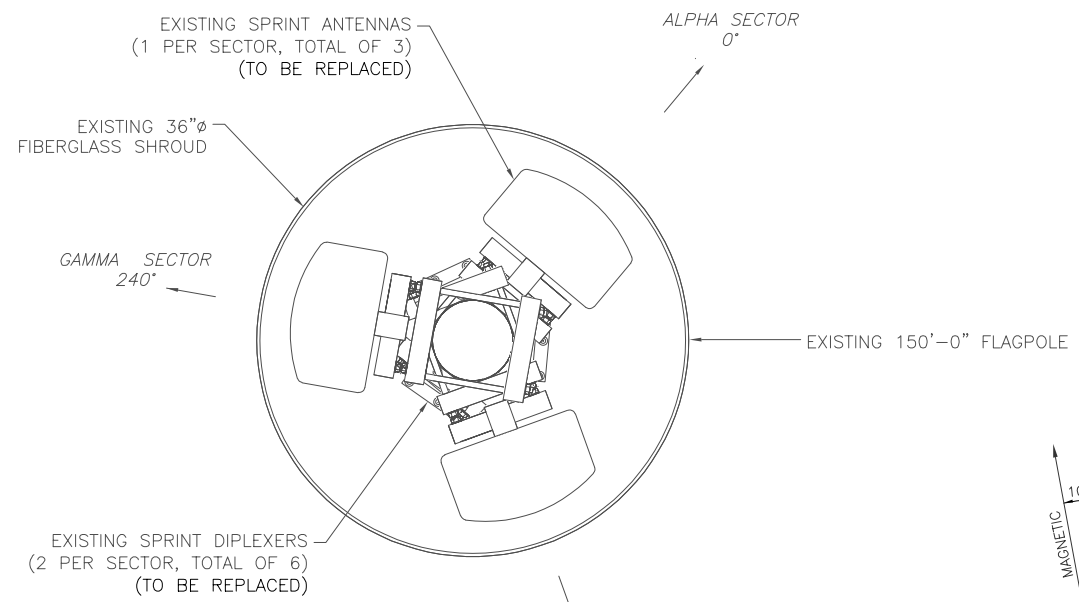 EXISTING SPRINT ANTENNAS
(1 PER SECTOR, TOTAL OF 3)
(TO BE REPLACED)
ALPHA SECTOR
0°
EXISTING 36"ø
FIBERGLASS SHROUD
GAMMA SECTOR
240°
EXISTING 150'-0" FLAGPOLE
EXISTING SPRINT DIPLEXERS
(2 PER SECTOR, TOTAL OF 6)
(TO BE REPLACED)
MAGNETIC